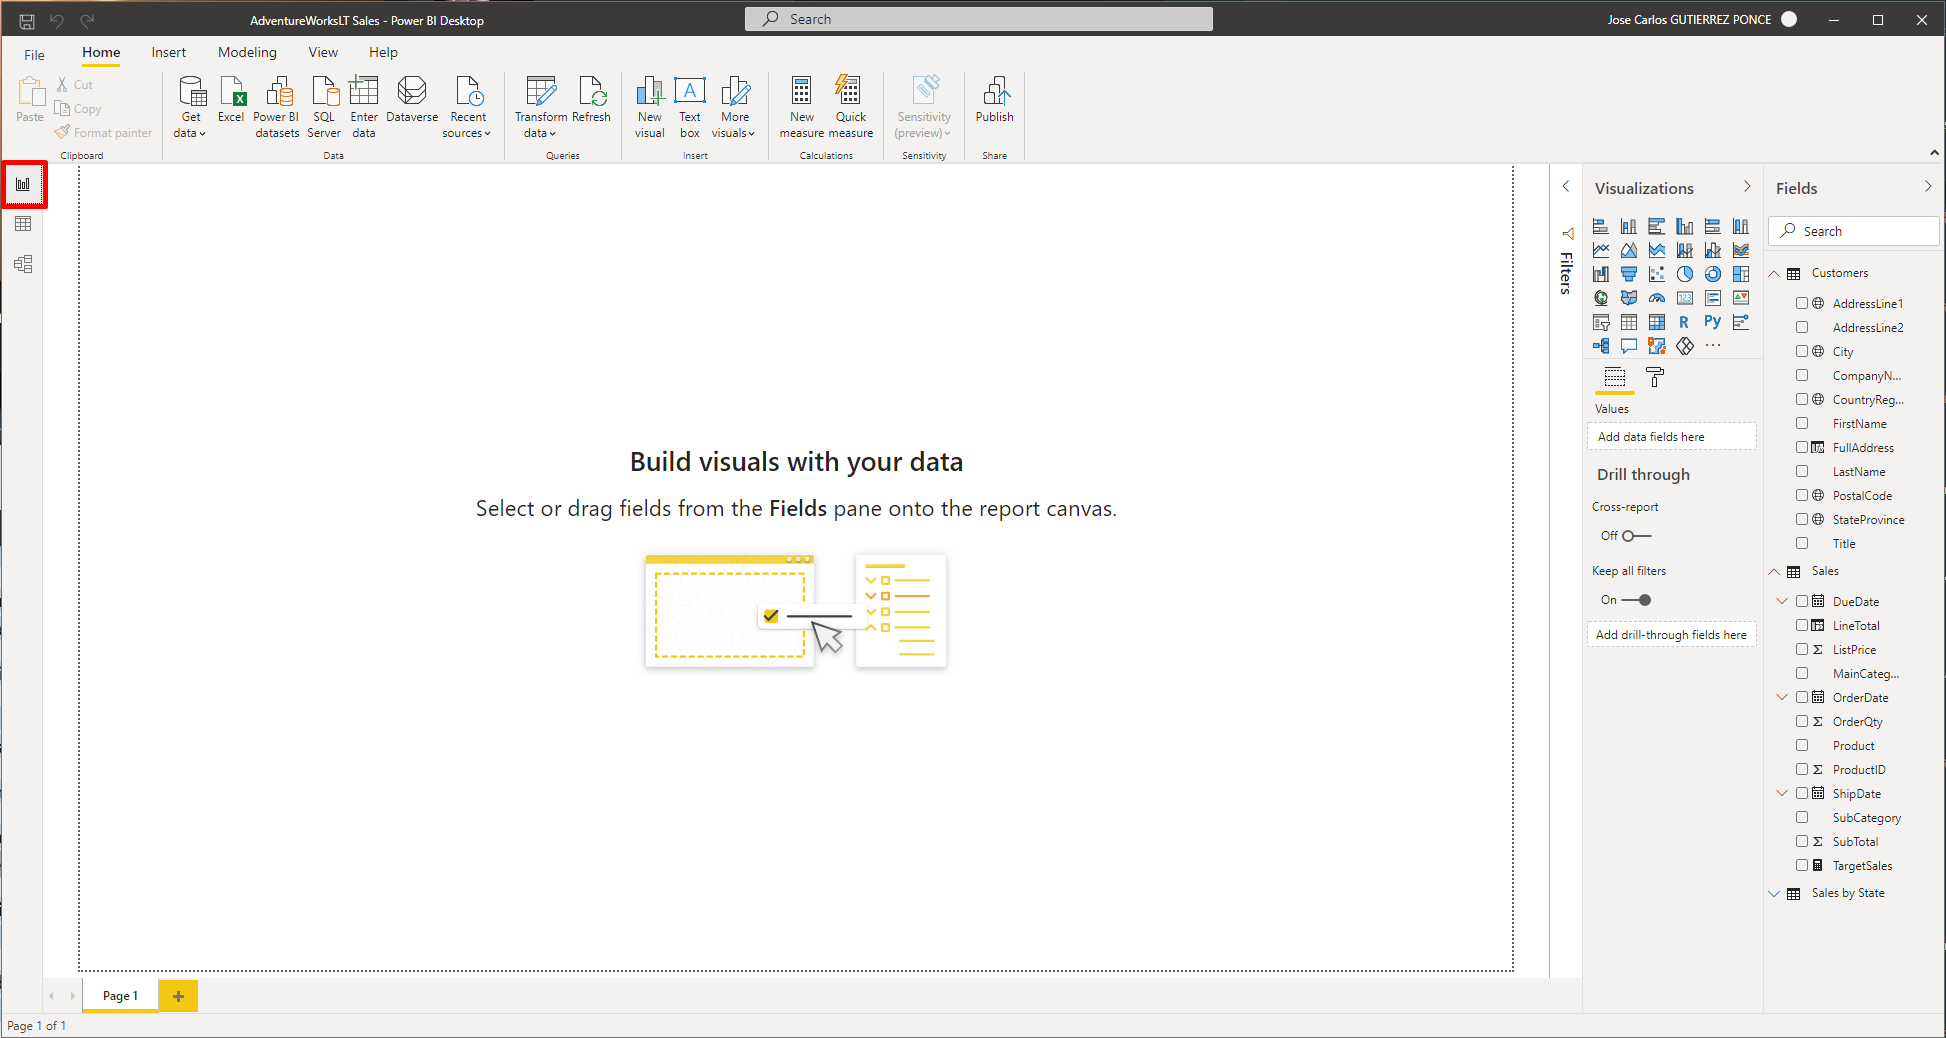 AdventureWorksLT Sales - Power BI Desktop
Search
Jose Carlos GUTIERREZ PONCE
File
Home
Insert
Modeling
View
Help
Paste
Cut
Copy
Format painter
Clipboard
Get data
Excel
Power BI datasets
SQL Server
Enter data
Dataverse
Recent sources
Data
Transform data
Refresh
Queries
New visual
Text box
More visuals
Insert
New measure
Quick measure
Calculations
Sensitivity (preview)
Sensitivity
Publish
Share
Build visuals with your data
Select or drag fields from the Fields pane onto the report canvas.
Filters
Visualizations
R
Py
123
A
...
Values
Add data fields here
Drill through
Cross-report
Off
Keep all filters
On
Add drill-through fields here
Fields
Search
Customers
AddressLine1
AddressLine2
City
CompanyN...
CountryReg...
FirstName
FullAddress
LastName
PostalCode
StateProvince
Title
Sales
DueDate
LineTotal
ListPrice
MainCateg...
OrderDate
OrderQty
Product
ProductID
ShipDate
SubCategory
SubTotal
TargetSales
Sales by State
Page 1
Page 1 of 1